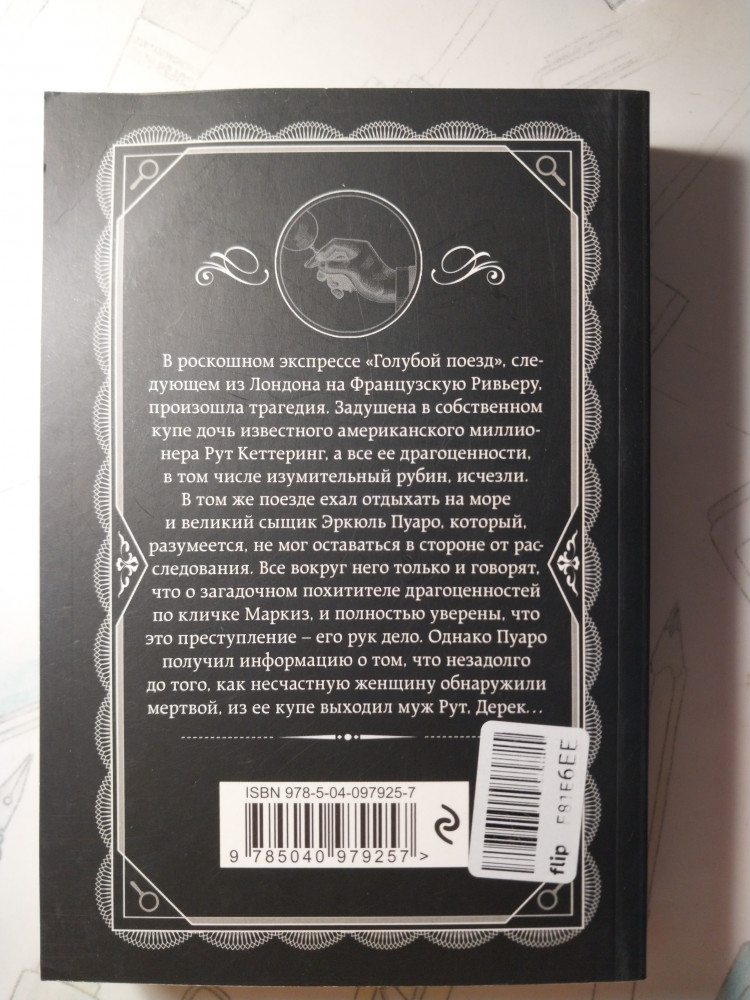 В роскошном экспрессе «Голубой поезд», сле-
дующем из Лондона на Французскую Ривьеру,
произошла трагедия. Задушена в собственном
купе дочь известного американского миллио-
нера Рут Кеттеринг, а все ее драгоценности,
в том числе изумительный рубин, исчезли.
В том же поезде ехал отдыхать на море
и великий сыщик Эркюль Пуаро, который,
разумеется, не мог оставаться в стороне от рас-
следования. Все вокруг него только и говорят,
что о загадочном похитителе драгоценностей
по кличке Маркиз, и полностью уверены, что
это преступление – его рук дело. Однако Пуаро
получил информацию о том, что незадолго
до того, как несчастную женщину обнаружили
мертвой, из ее купе выходил муж Рут, Дерек...
ISBN 978-5-04-097925-7
9 785040 979257 >
flip